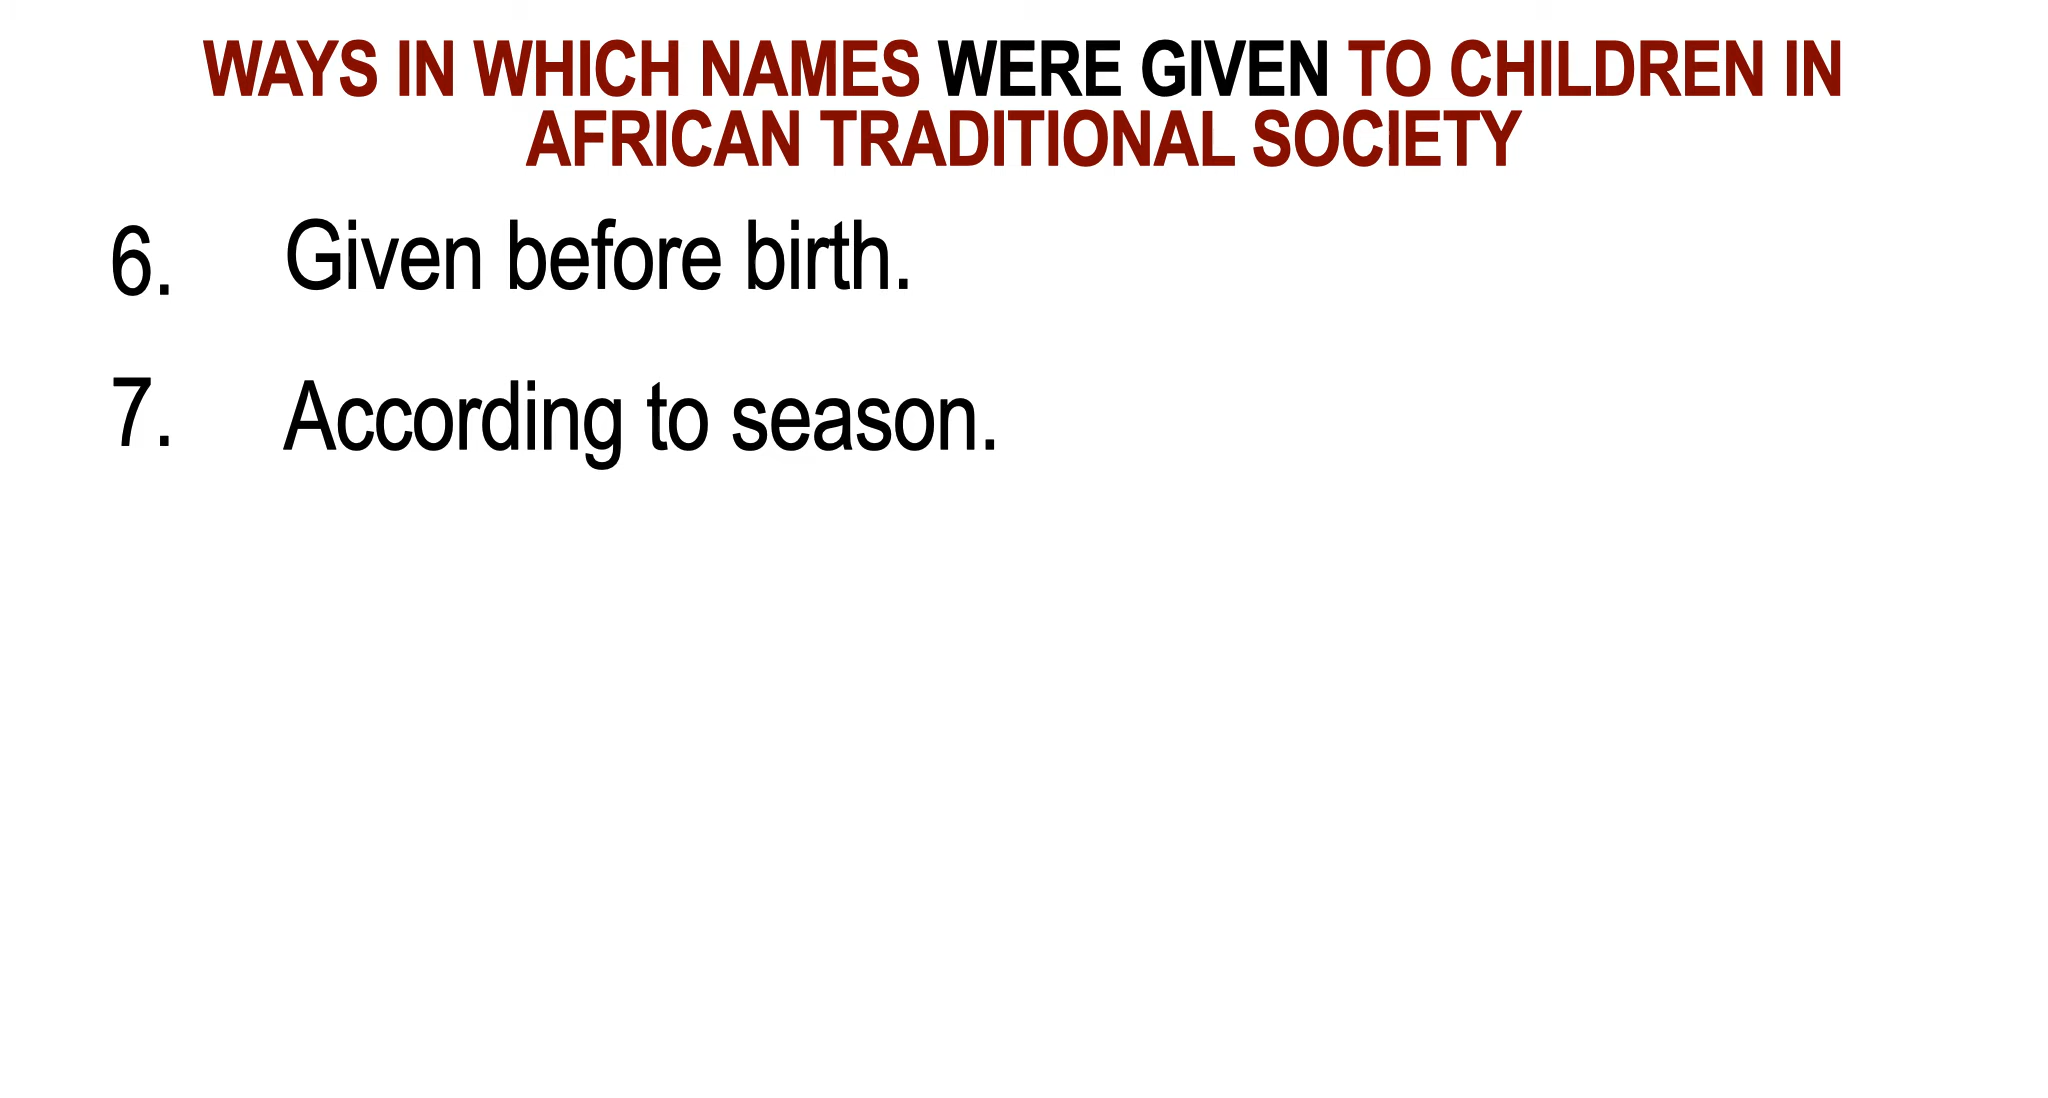 WAYS IN WHICH NAMES WERE GIVEN TO CHILDREN IN
AFRICAN TRADITIONAL SOCIETY
6. Given before birth.
7. According to season.